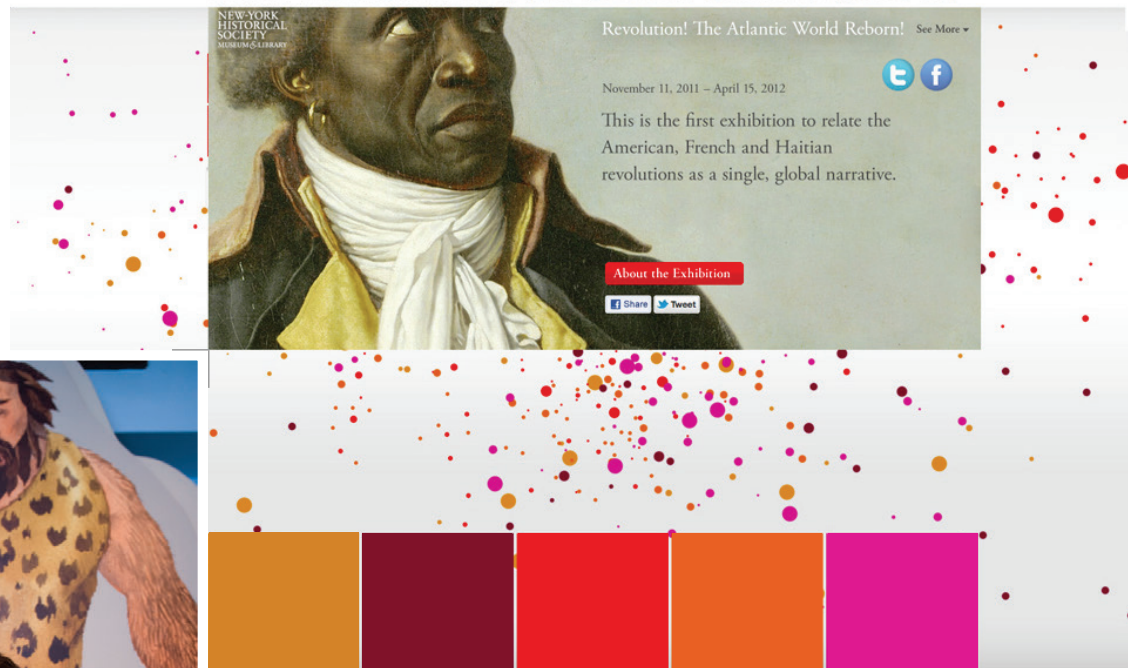 NEW-YORK
HISTORICAL
SOCIETY
MUSEUM & LIBRARY
Revolution! The Atlantic World Reborn! See More
November 11, 2011 – April 15, 2012
This is the first exhibition to relate the
American, French and Haitian
revolutions as a single, global narrative.
About the Exhibition
Share Tweet